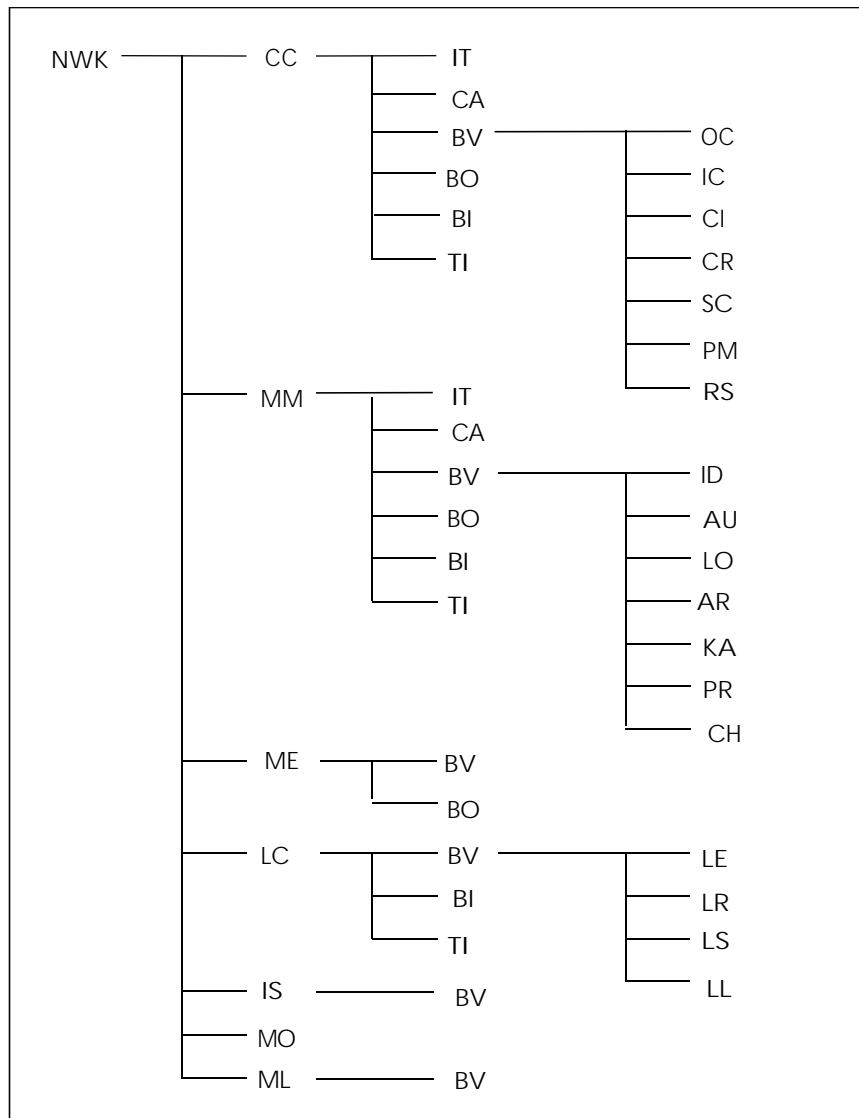 NWK CC IT
CA
BV OC
BO IC
BI CI
TI CR
SC
PM
RS
MM IT
CA
BV ID
BO AU
BI LO
TI AR
KA
PR
CH
ME BV
BO
LC BV LE
BI LR
TI LS
LL
IS BV
MO
ML BV